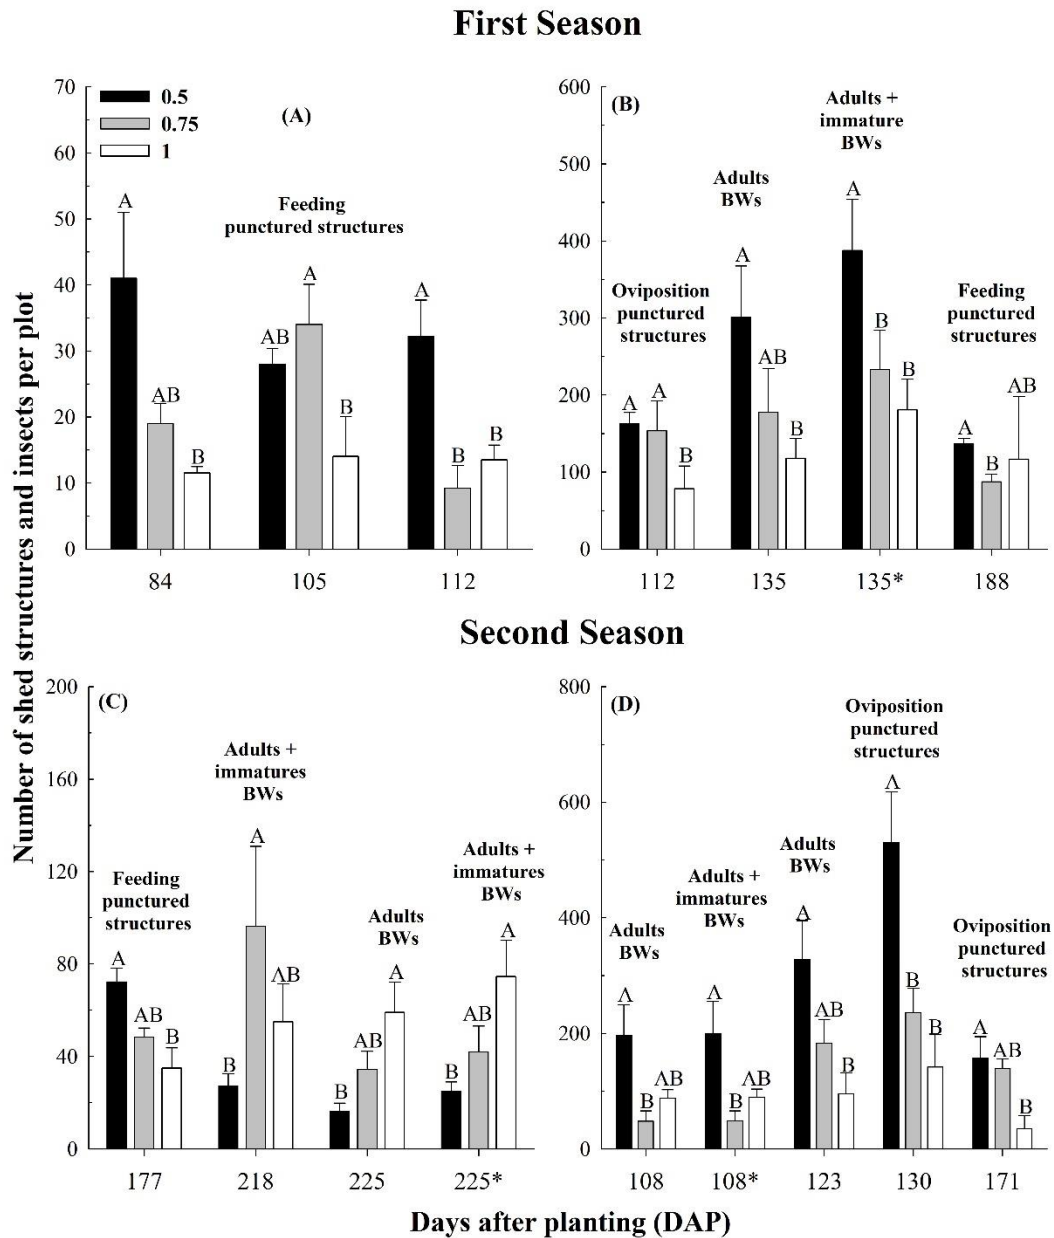 First Season
Number of shed structures and insects per plot
70
60
50
40
30
20
10
0
0.5
0.75
1
(A)
Feeding
punctured structures
A
AB
B
AB
A
B
A
B
B
84
105
112
600
500
400
300
200
100
0
(B)
Oviposition
punctured
structures
Adults
BWs
Adults +
immature
BWs
Feeding
punctured
structures
A
A
B
A
AB
B
A
B
B
A
B
AB
112
135
135*
188
Second Season
200
160
120
80
40
0
(C)
Feeding
punctured
structures
Adults +
immatures
BWs
Adults
BWs
Adults +
immatures
BWs
A
AB
B
B
A
AB
B
AB
A
B
AB
A
177
218
225
225*
800
600
400
200
0
(D)
Adults
BWs
Adults +
immatures
BWs
Adults
BWs
Oviposition
punctured
structures
Oviposition
punctured
structures
A
B
AB
A
B
AB
A
AB
B
A
B
B
A
AB
B
108
108*
123
130
171
Days after planting (DAP)